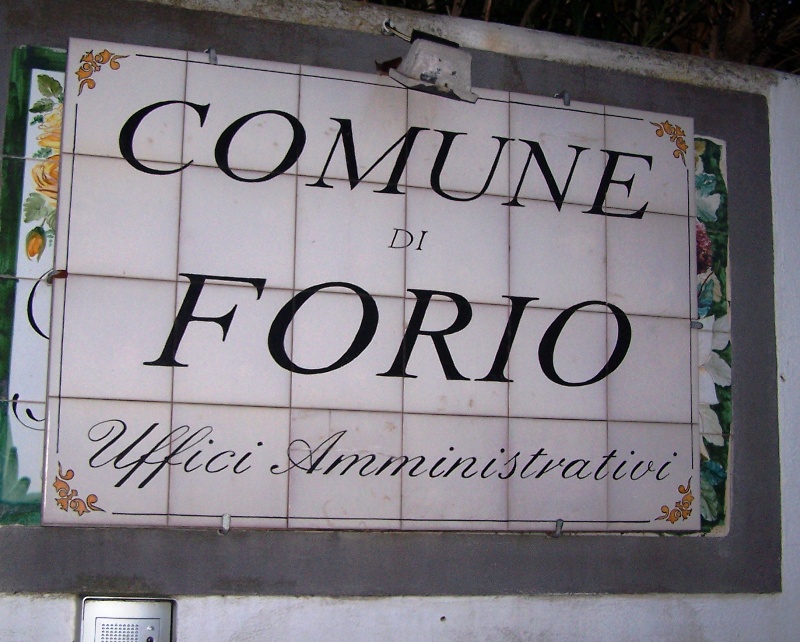 COMUNE
DI
FORIO
Uffici Amministrativi